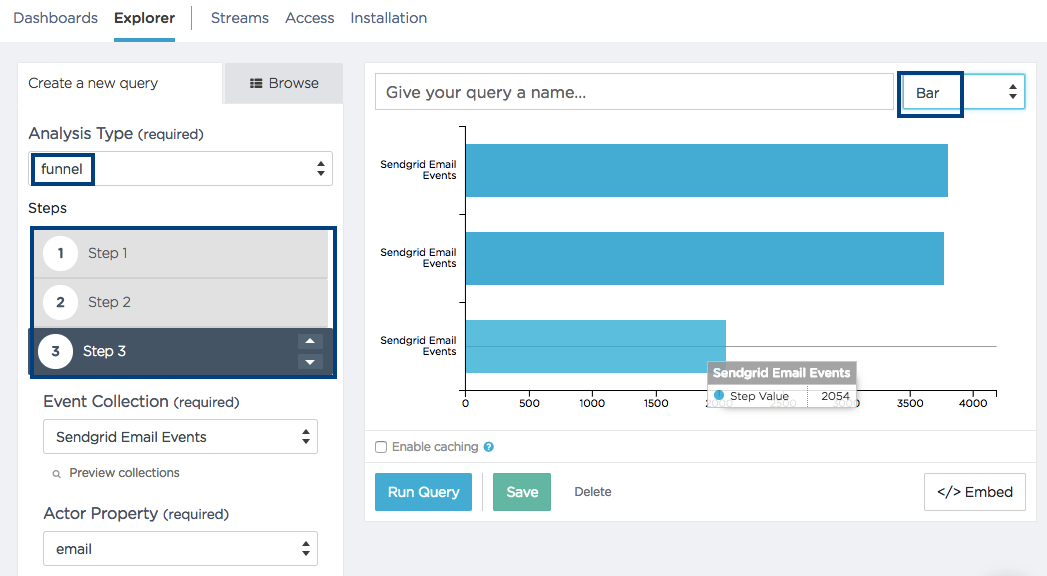 Dashboards Explorer Streams Access Installation
Create a new query
Browse
Analysis Type (required)
funnel
Steps
1 Step 1
2 Step 2
3 Step 3
Event Collection (required)
Sendgrid Email Events
Preview collections
Actor Property (required)
email
Give your query a name...
Bar
Sendgrid Email
Events
Sendgrid Email
Events
Sendgrid Email
Events
Sendgrid Email Events
Step Value 2054
0 500 1000 1500 2000 2500 3000 3500 4000
Enable caching ?
Run Query Save Delete </> Embed